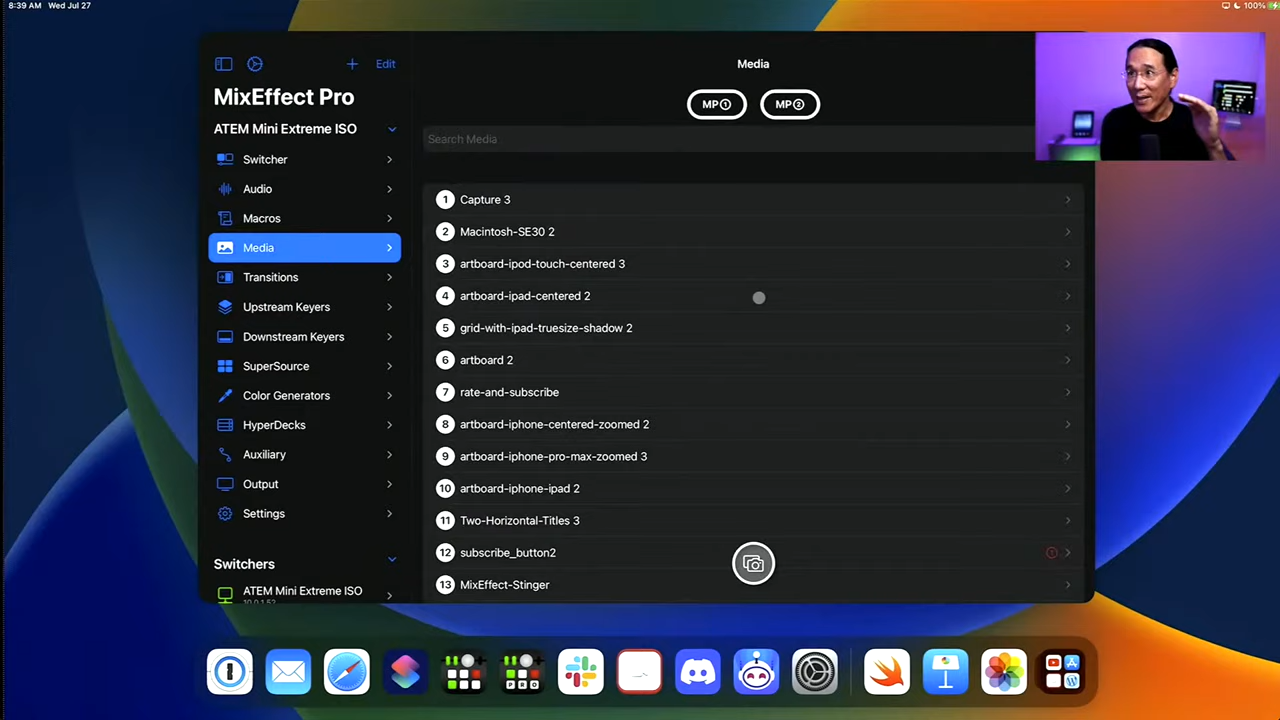 8:39 AM Wed Jul 27
100%
+ Edit
MixEffect Pro
ATEM Mini Extreme ISO
Switcher
Audio
Macros
Media
Transitions
Upstream Keyers
Downstream Keyers
SuperSource
Color Generators
HyperDecks
Auxiliary
Output
Settings
Switchers
ATEM Mini Extreme ISO
Media
MP① MP②
Search Media
1 Capture 3
2 Macintosh-SE30 2
3 artboard-ipod-touch-centered 3
4 artboard-ipad-centered 2
5 grid-with-ipad-truesize-shadow 2
6 artboard 2
7 rate-and-subscribe
8 artboard-iphone-centered-zoomed 2
9 artboard-iphone-pro-max-zoomed 3
10 artboard-iphone-ipad 2
11 Two-Horizontal-Titles 3
12 subscribe_button2
13 MixEffect-Stinger
PRO